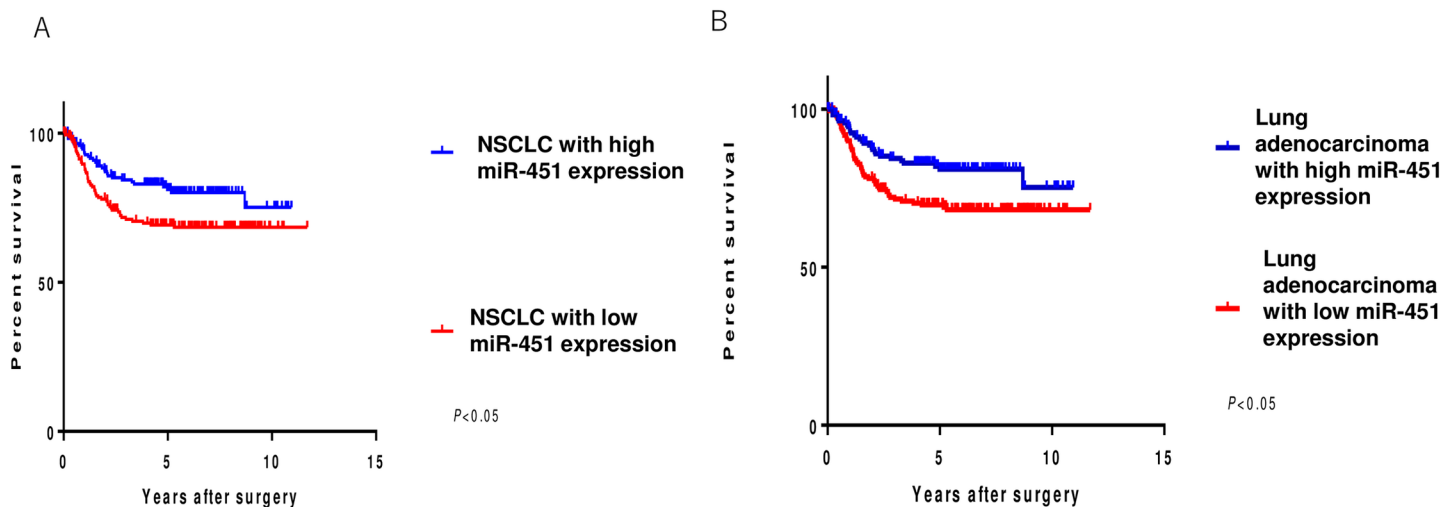 A
Percent survival
100
50
0
0 5 10 15
Years after surgery
NSCLC with high
miR-451 expression
NSCLC with low
miR-451 expression
P<0.05
B
Percent survival
100
50
0
0 5 10 15
Years after surgery
Lung
adenocarcinoma
with high miR-451
expression
Lung
adenocarcinoma
with low miR-451
expression
P<0.05